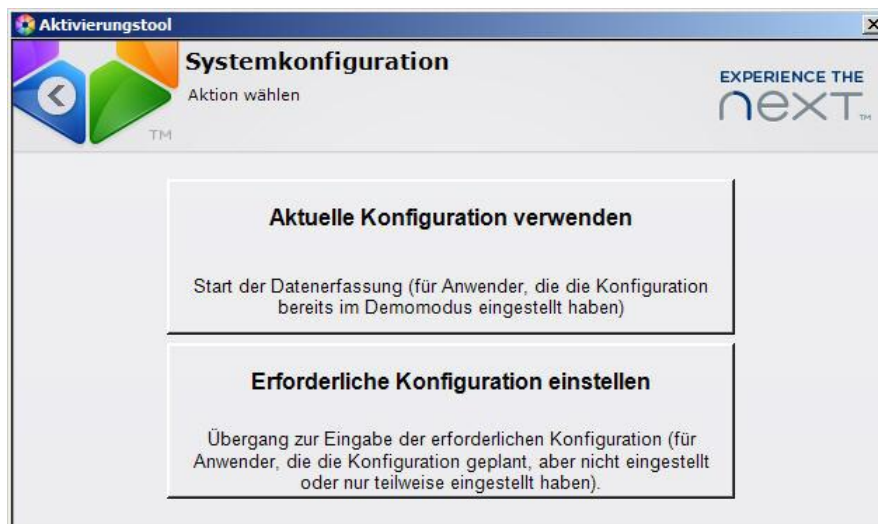 Aktivierungstool
Systemkonfiguration
Aktion wählen
EXPERIENCE THE
next™
TM
Aktuelle Konfiguration verwenden
Start der Datenerfassung (für Anwender, die die Konfiguration
bereits im Demomodus eingestellt haben)
Erforderliche Konfiguration einstellen
Übergang zur Eingabe der erforderlichen Konfiguration (für
Anwender, die die Konfiguration geplant, aber nicht eingestellt
oder nur teilweise eingestellt haben).